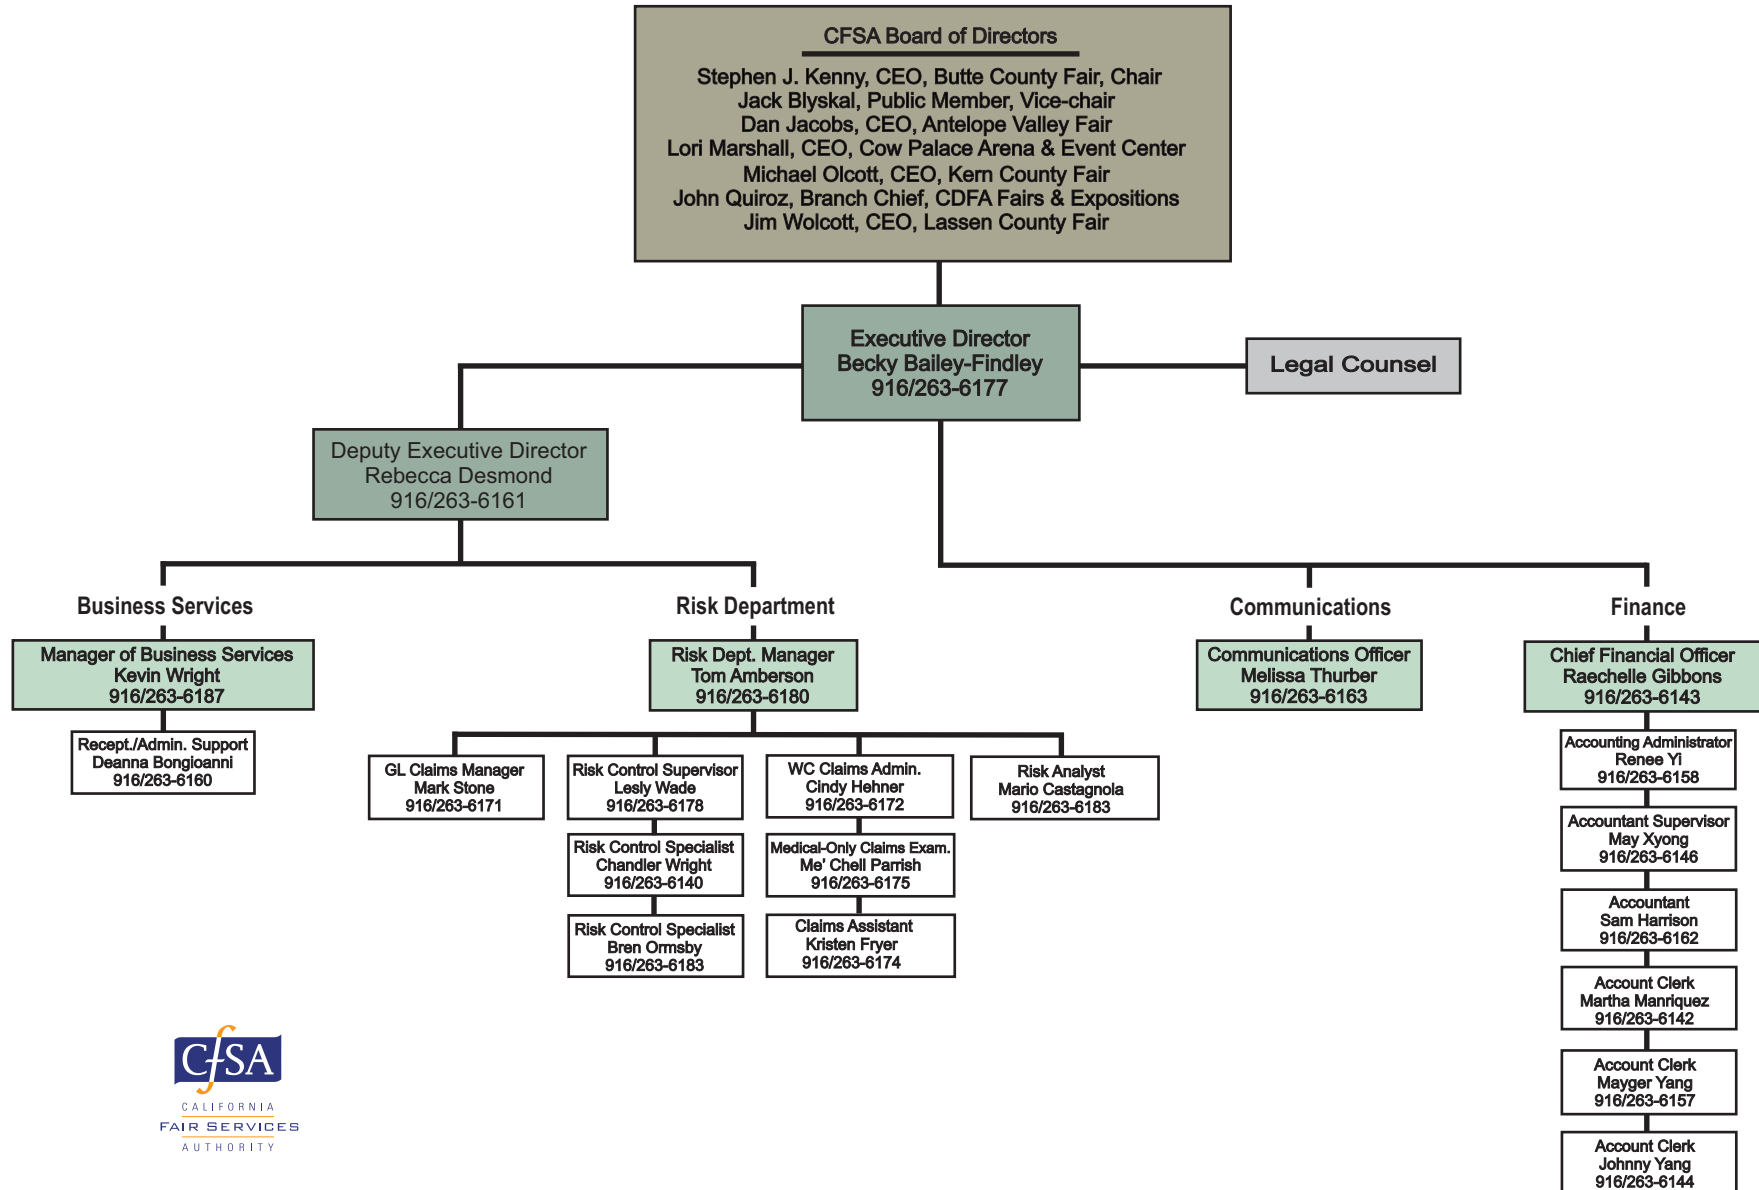 CFSA Board of Directors
Stephen J. Kenny, CEO, Butte County Fair, Chair
Jack Blyskal, Public Member, Vice-chair
Dan Jacobs, CEO, Antelope Valley Fair
Lori Marshall, CEO, Cow Palace Arena & Event Center
Michael Olcott, CEO, Kern County Fair
John Quiroz, Branch Chief, CDFA Fairs & Expositions
Jim Wolcott, CEO, Lassen County Fair
Executive Director
Becky Bailey-Findley
916/263-6177
Legal Counsel
Deputy Executive Director
Rebecca Desmond
916/263-6161
Business Services
Manager of Business Services
Kevin Wright
916/263-6187
Recept./Admin. Support
Deanna Bongioanni
916/263-6160
Risk Department
Risk Dept. Manager
Tom Amberson
916/263-6180
GL Claims Manager
Mark Stone
916/263-6171
Risk Control Supervisor
Lesly Wade
916/263-6178
Risk Control Specialist
Chandler Wright
916/263-6140
Risk Control Specialist
Bren Ormsby
916/263-6183
WC Claims Admin.
Cindy Hehner
916/263-6172
Medical-Only Claims Exam.
Me' Chell Parrish
916/263-6175
Claims Assistant
Kristen Fryer
916/263-6174
Risk Analyst
Mario Castagnola
916/263-6183
Communications
Communications Officer
Melissa Thurber
916/263-6163
Finance
Chief Financial Officer
Raechelle Gibbons
916/263-6143
Accounting Administrator
Renee Yi
916/263-6158
Accountant Supervisor
May Xyong
916/263-6146
Accountant
Sam Harrison
916/263-6162
Account Clerk
Martha Manriquez
916/263-6142
Account Clerk
Mayger Yang
916/263-6157
Account Clerk
Johnny Yang
916/263-6144
CfSA
CALIFORNIA
FAIR SERVICES
AUTHORITY